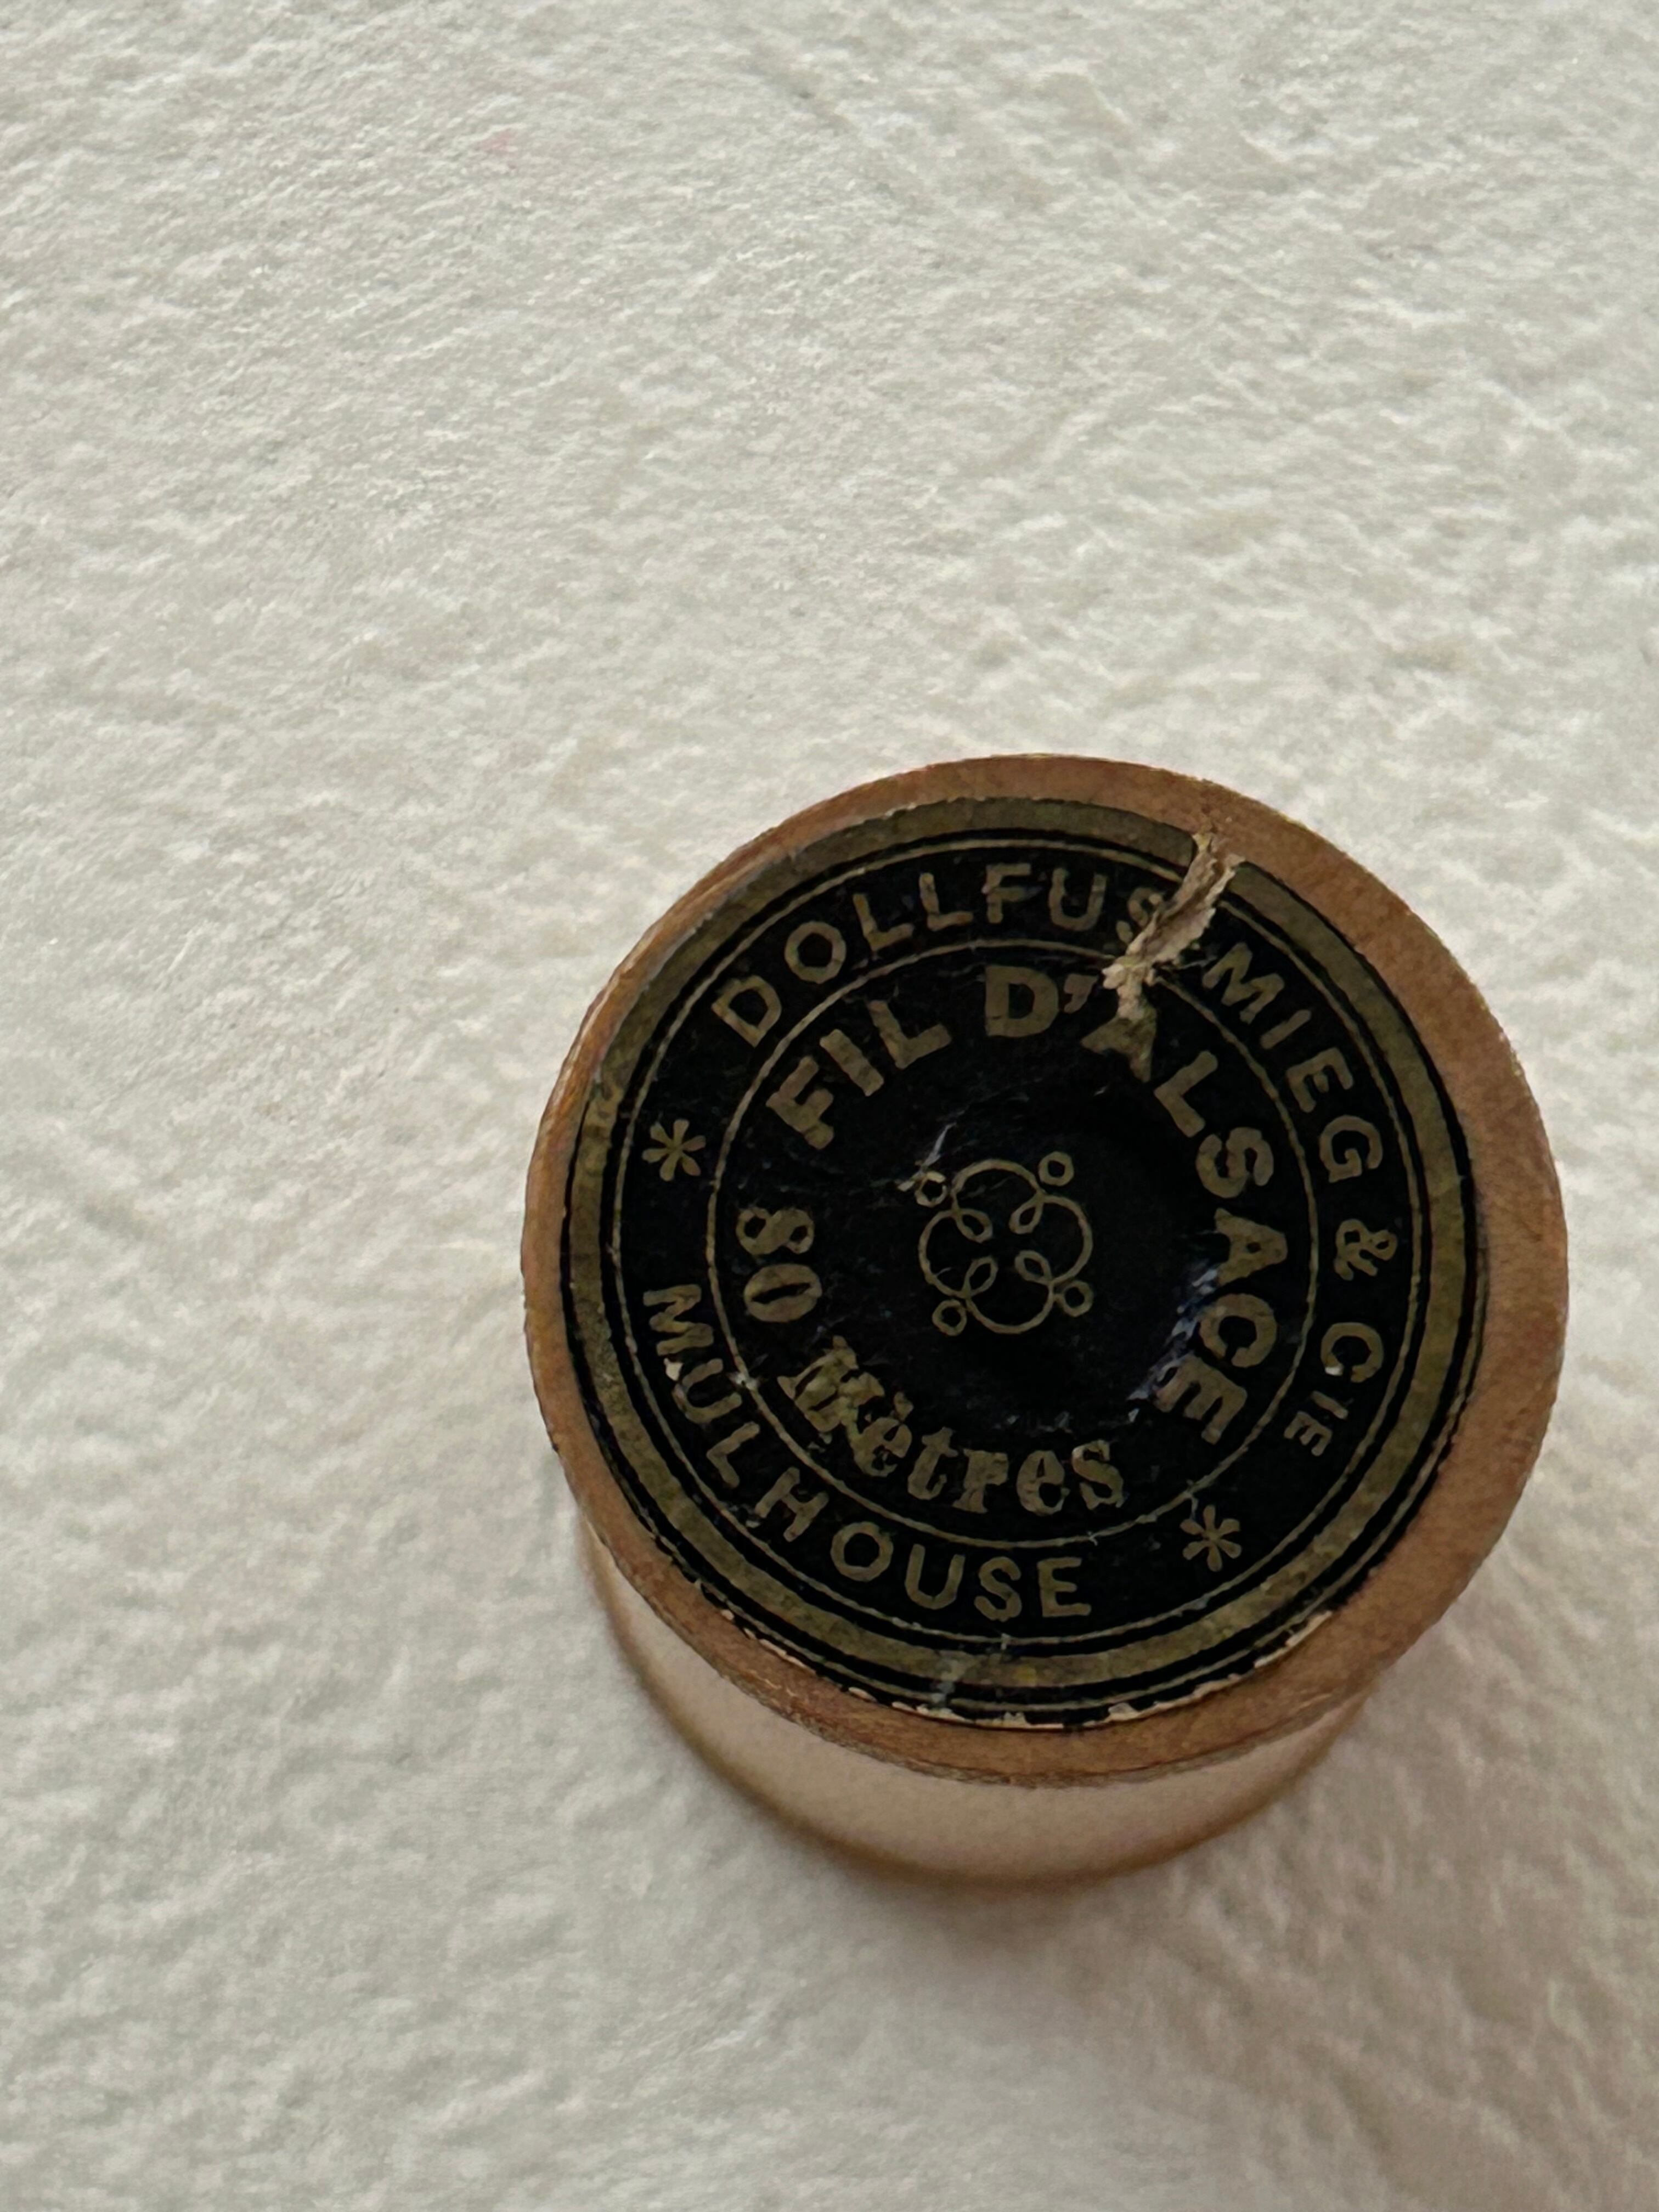 DOLLFUS-MIEG & CIE
* MULHOUSE *
FIL D'ALSACE
80 Mètres